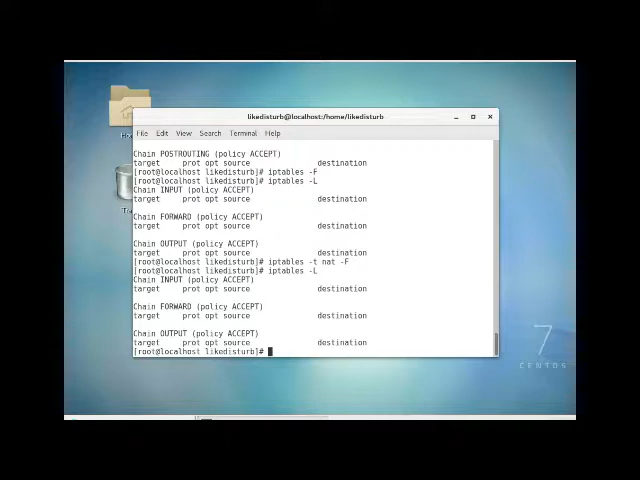 likedisturb@localhost:/home/likedisturb
File Edit View Search Terminal Help
Chain POSTROUTING (policy ACCEPT)
target prot opt source destination
[root@localhost likedisturb]# iptables -F
[root@localhost likedisturb]# iptables -L
Chain INPUT (policy ACCEPT)
target prot opt source destination
Chain FORWARD (policy ACCEPT)
target prot opt source destination
Chain OUTPUT (policy ACCEPT)
target prot opt source destination
[root@localhost likedisturb]# iptables -t nat -F
[root@localhost likedisturb]# iptables -L
Chain INPUT (policy ACCEPT)
target prot opt source destination
Chain FORWARD (policy ACCEPT)
target prot opt source destination
Chain OUTPUT (policy ACCEPT)
target prot opt source destination
[root@localhost likedisturb]#
7
CENTOS